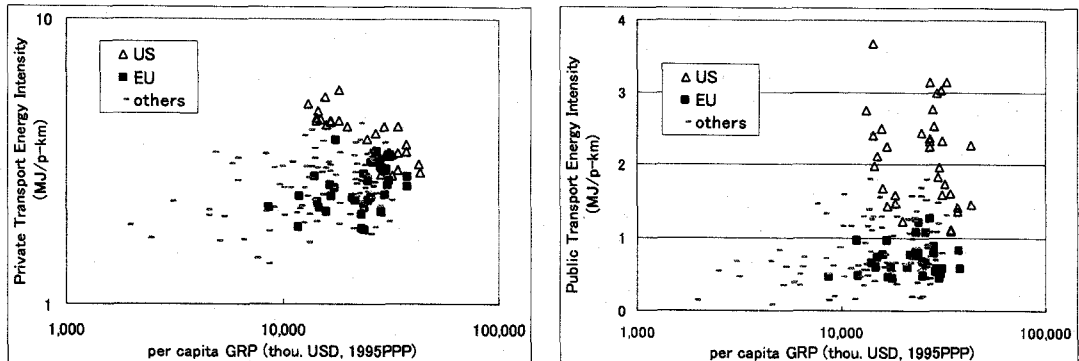 Private Transport Energy Intensity
(MJ/p-km)
10
1
US
EU
others
1,000
10,000
100,000
per capita GRP (thou. USD, 1995PPP)
Public Transport Energy Intensity
(MJ/p-km)
4
3
2
1
0
US
EU
others
1,000
10,000
100,000
per capita GRP (thou. USD, 1995PPP)